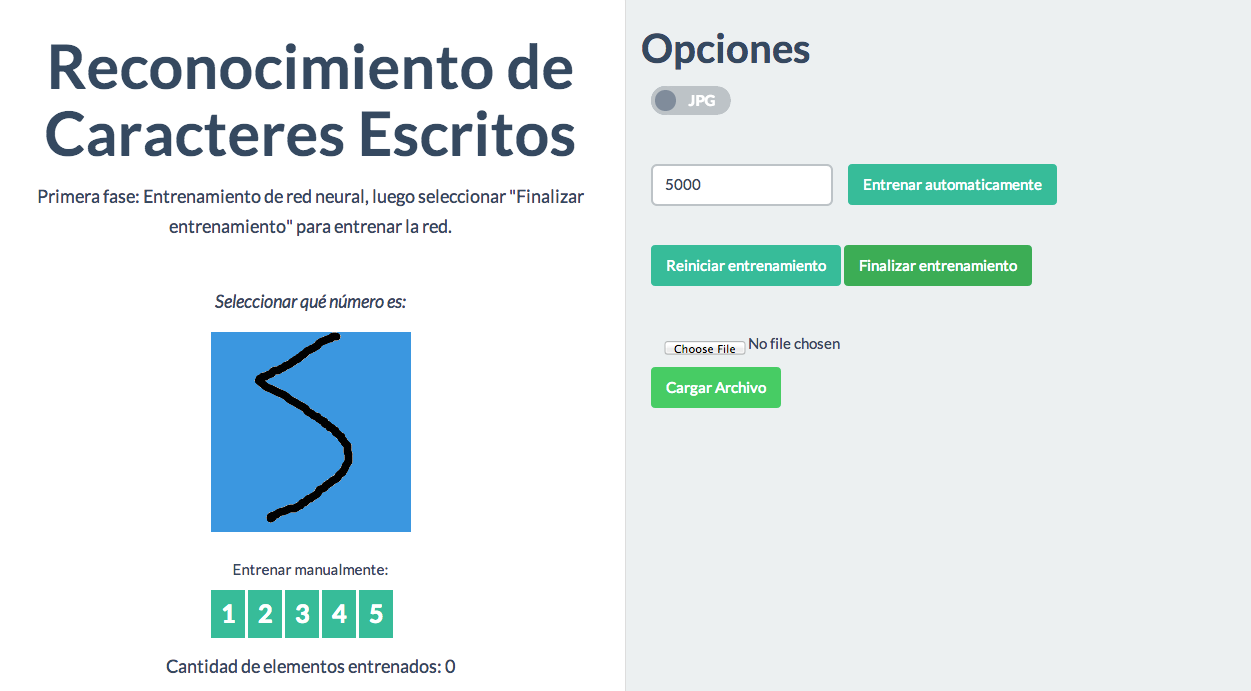 Reconocimiento de
Caracteres Escritos
Primera fase: Entrenamiento de red neural, luego seleccionar "Finalizar
entrenamiento" para entrenar la red.
Seleccionar qué número es:
5
Entrenar manualmente:
1 2 3 4 5
Cantidad de elementos entrenados: 0
Opciones
JPG
5000 Entrenar automaticamente
Reiniciar entrenamiento Finalizar entrenamiento
Choose File No file chosen
Cargar Archivo